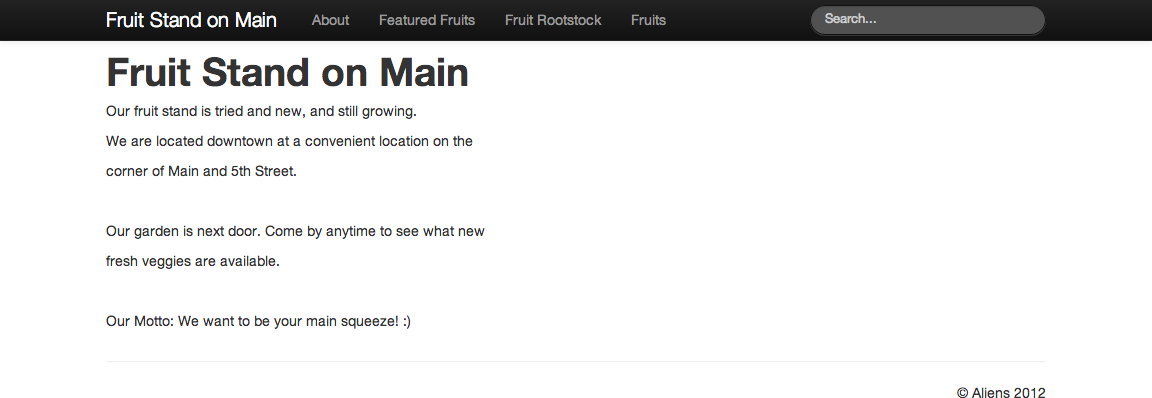 Fruit Stand on Main About Featured Fruits Fruit Rootstock Fruits Search...
Fruit Stand on Main
Our fruit stand is tried and new, and still growing.
We are located downtown at a convenient location on the
corner of Main and 5th Street.
Our garden is next door. Come by anytime to see what new
fresh veggies are available.
Our Motto: We want to be your main squeeze! :)
© Aliens 2012